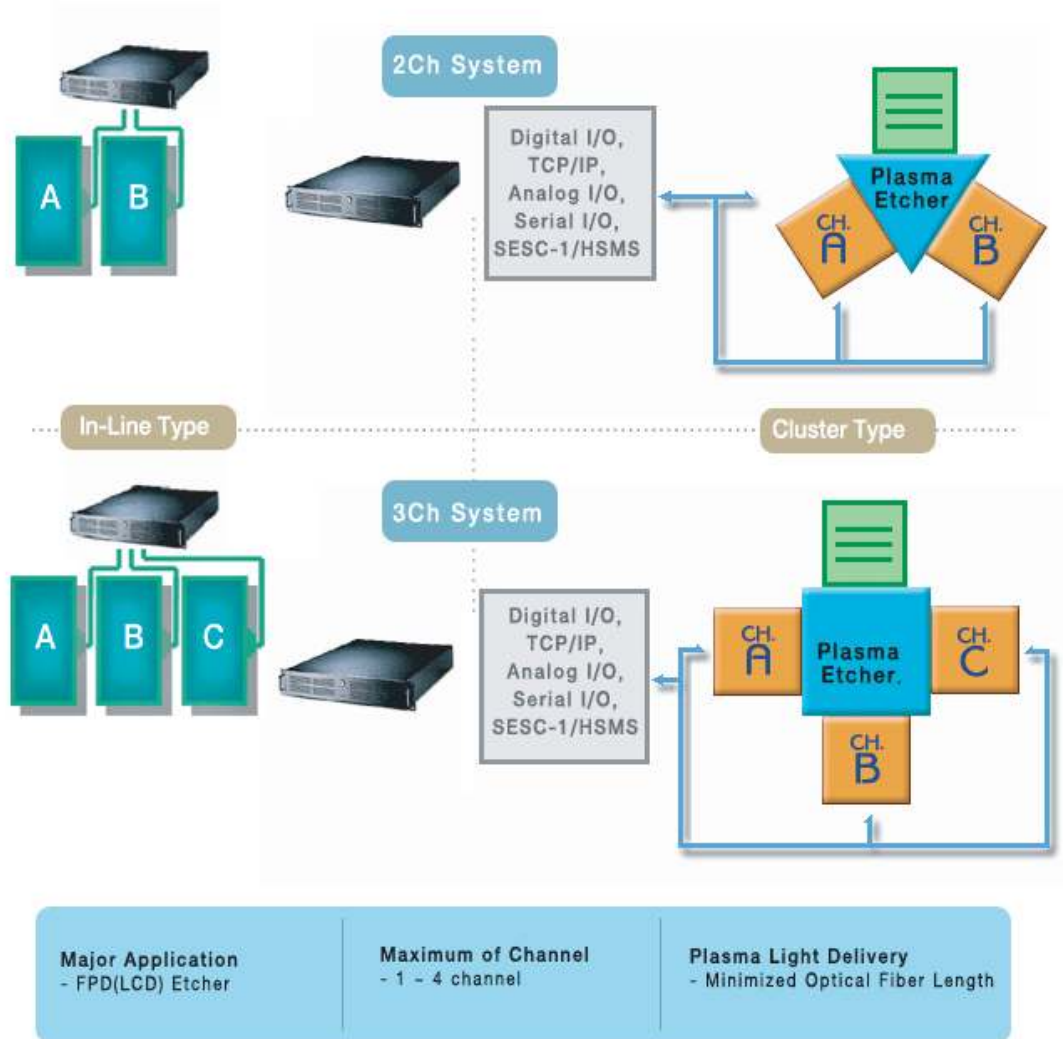 2Ch System
A
B
Digital I/O,
TCP/IP,
Analog I/O,
Serial I/O,
SESC-1/HSMS
Plasma
Etcher
CH.
A
CH.
B
In-Line Type
Cluster Type
3Ch System
A
B
C
Digital I/O,
TCP/IP,
Analog I/O,
Serial I/O,
SESC-1/HSMS
CH.
A
Plasma
Etcher.
CH.
C
CH.
B
Major Application
- FPD(LCD) Etcher
Maximum of Channel
- 1 - 4 channel
Plasma Light Delivery
- Minimized Optical Fiber Length